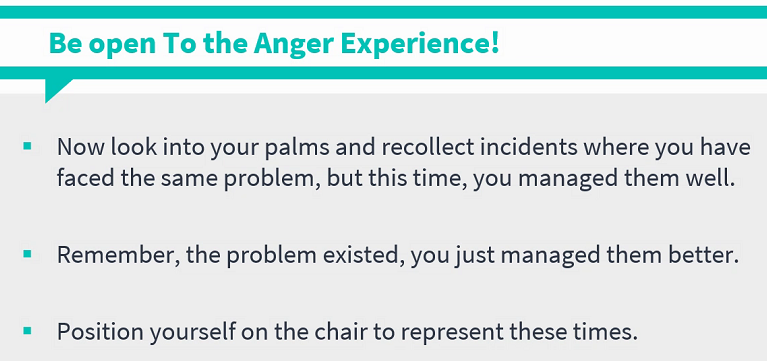 Be open To the Anger Experience!
▪ Now look into your palms and recollect incidents where you have
faced the same problem, but this time, you managed them well.
▪ Remember, the problem existed, you just managed them better.
▪ Position yourself on the chair to represent these times.